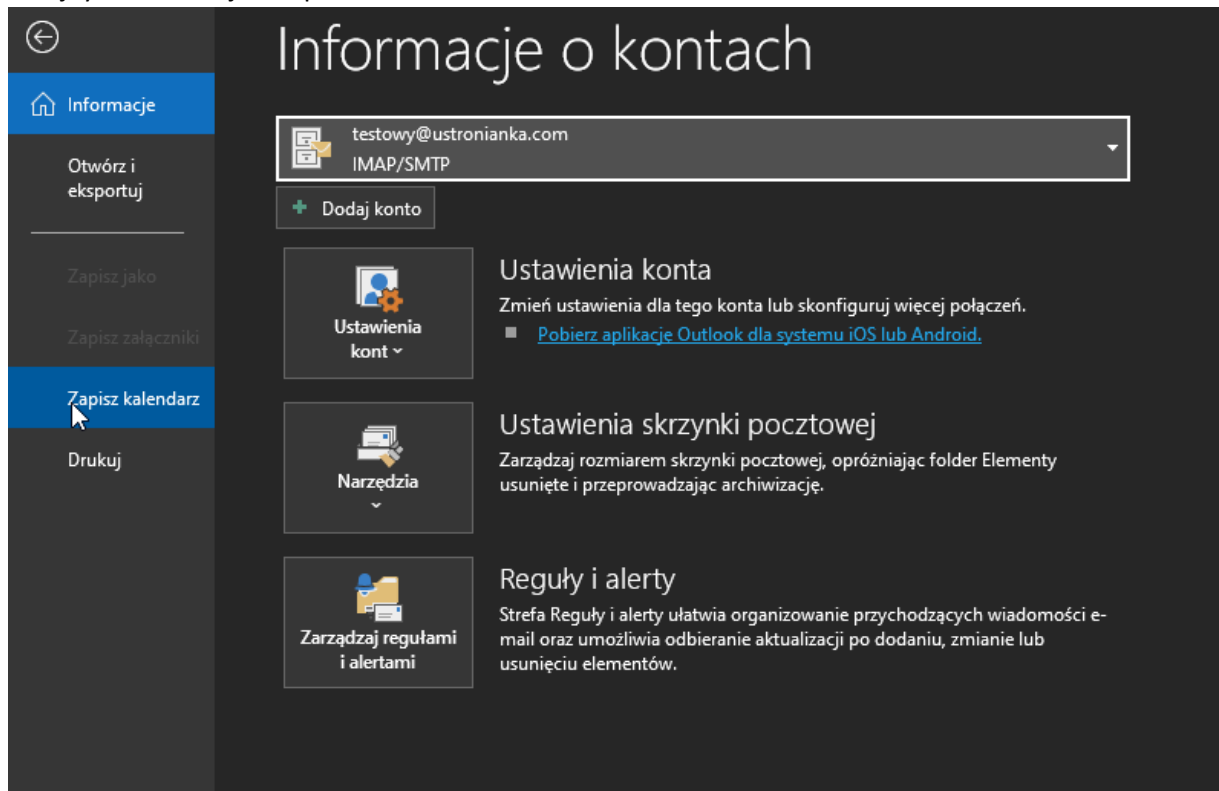 Informacje o kontach
Informacje
Otwórz i
eksportuj
Zapisz jako
Zapisz załączniki
Zapisz kalendarz
Drukuj
testowy@ustronianka.com
IMAP/SMTP
Dodaj konto
Ustawienia
kont
Ustawienia konta
Zmień ustawienia dla tego konta lub skonfiguruj więcej połączeń.
Pobierz aplikację Outlook dla systemu iOS lub Android.
Narzędzia
Ustawienia skrzynki pocztowej
Zarządzaj rozmiarem skrzynki pocztowej, opróżniając folder Elementy
usunięte i przeprowadzając archiwizację.
Zarządzaj regułami
i alertami
Reguły i alerty
Strefa Reguły i alerty ułatwia organizowanie przychodzących wiadomości e-
mail oraz umożliwia odbieranie aktualizacji po dodaniu, zmianie lub
usunięciu elementów.